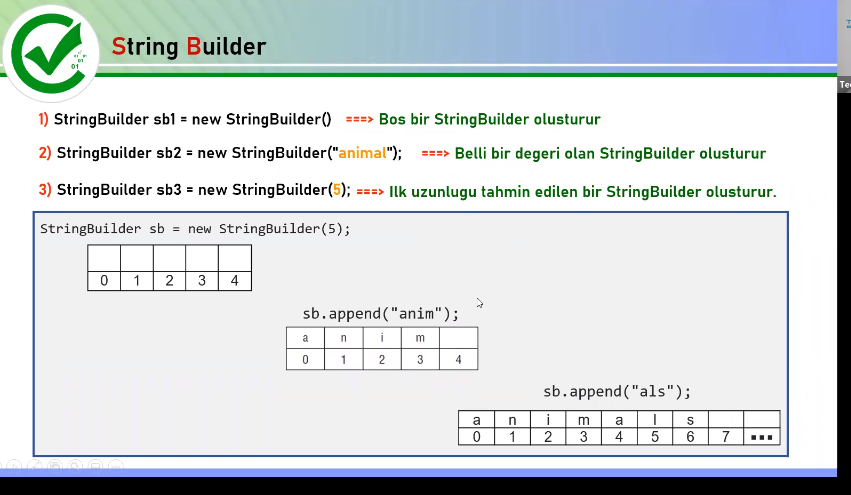 String Builder
1) StringBuilder sb1 = new StringBuilder() ===> Bos bir StringBuilder olusturur
2) StringBuilder sb2 = new StringBuilder("animal"); ===> Belli bir degeri olan StringBuilder olusturur
3) StringBuilder sb3 = new StringBuilder(5); ===> Ilk uzunlugu tahmin edilen bir StringBuilder olusturur.
StringBuilder sb = new StringBuilder(5);
0 1 2 3 4
sb.append("anim");
a n i m
0 1 2 3 4
sb.append("als");
a n i m a l s
0 1 2 3 4 5 6 7 ...